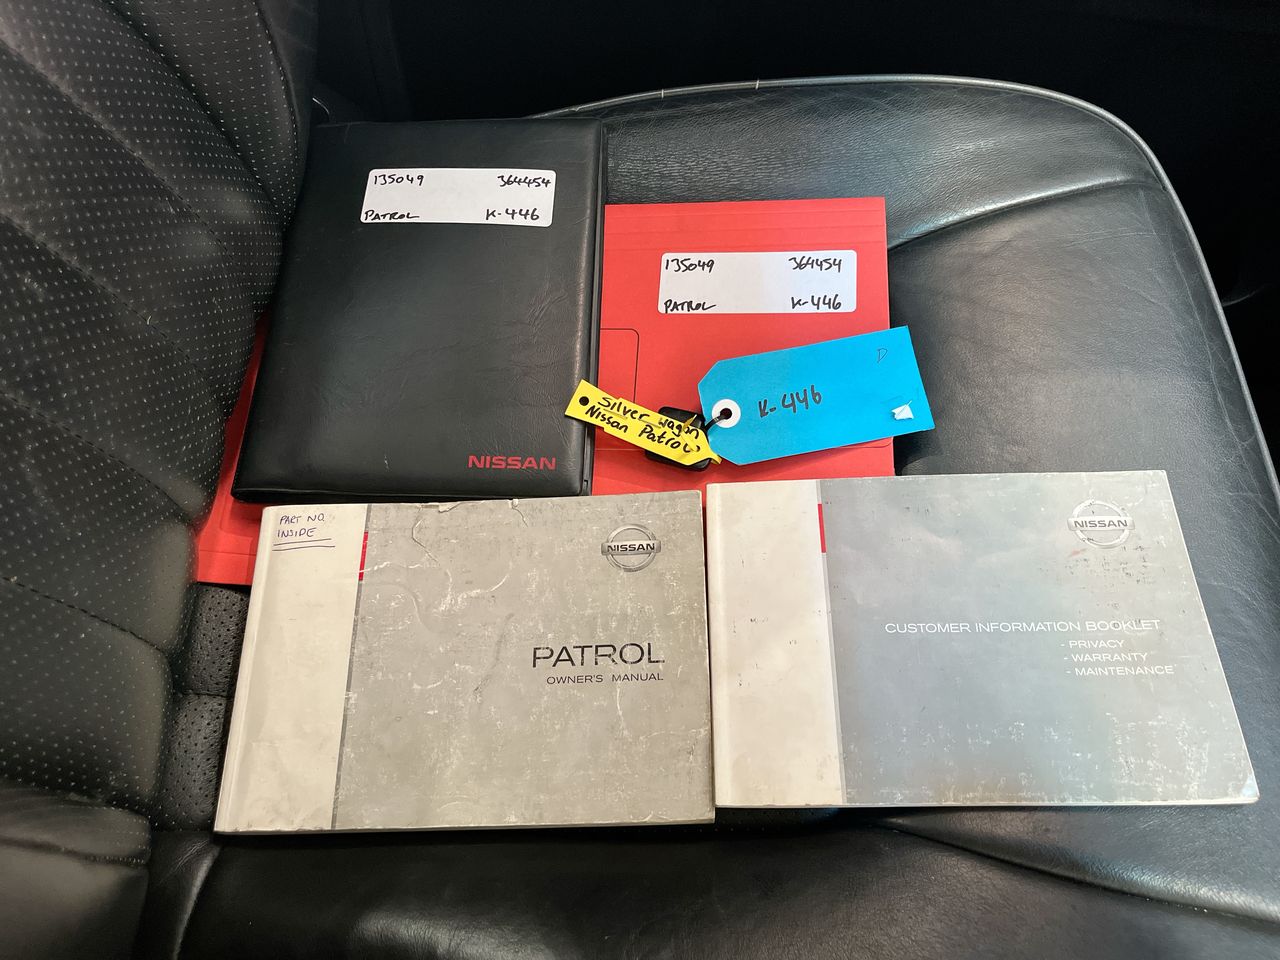 135049 364454
PATROL K-446
NISSAN
135049 364454
PATROL K-446
D
K-446
Silver wagon
Nissan Patrol
PART NO.
INSIDE
NISSAN
PATROL
OWNER'S MANUAL
NISSAN
CUSTOMER INFORMATION BOOKLET
- PRIVACY
- WARRANTY
- MAINTENANCE